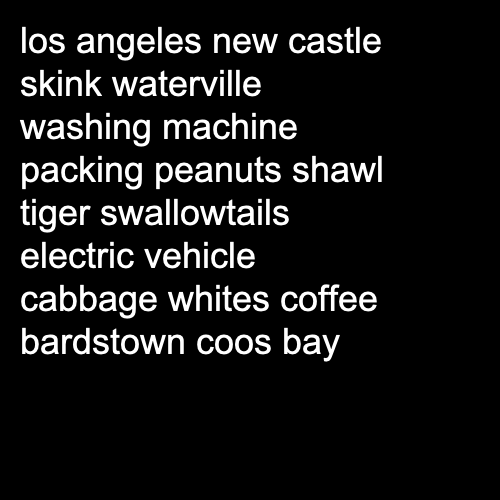 los angeles new castle
skink waterville
washing machine
packing peanuts shawl
tiger swallowtails
electric vehicle
cabbage whites coffee
bardstown coos bay